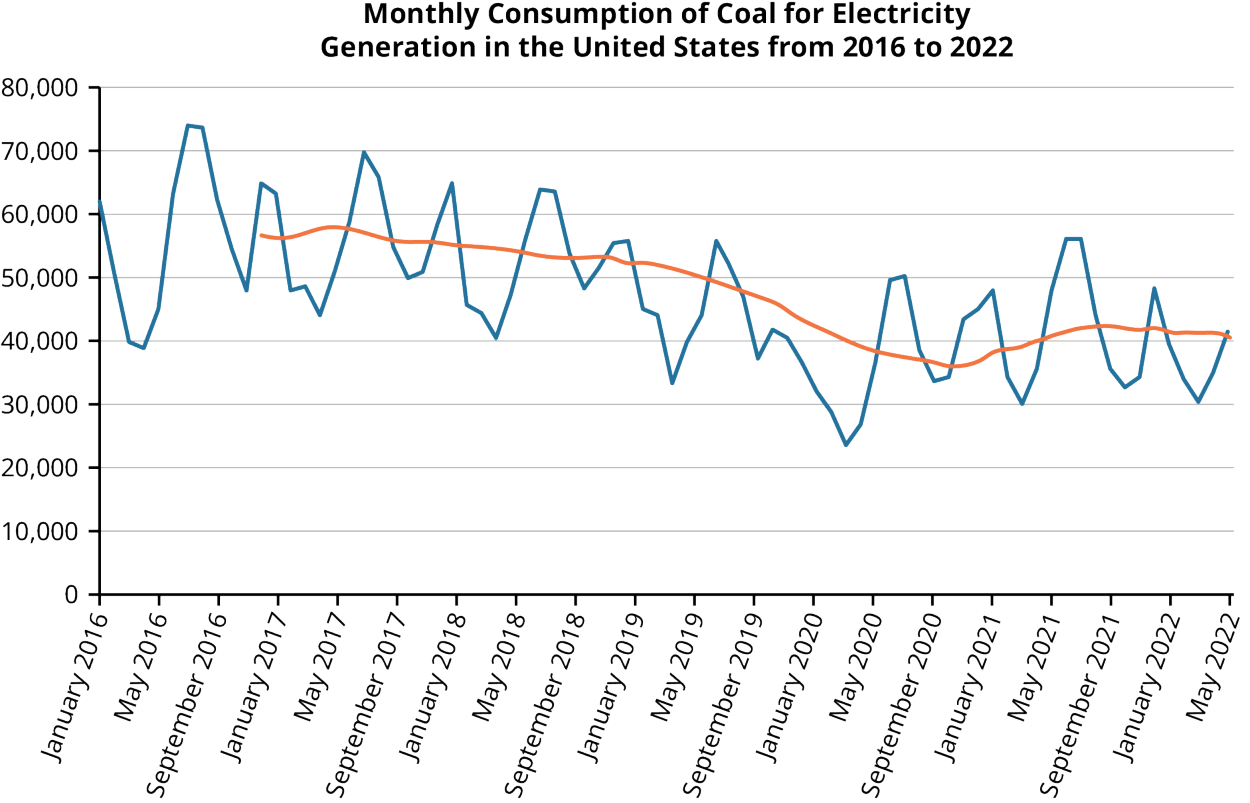 Monthly Consumption of Coal for Electricity
Generation in the United States from 2016 to 2022
80,000
70,000
60,000
50,000
40,000
30,000
20,000
10,000
0
January 2016
May 2016
September 2016
January 2017
May 2017
September 2017
January 2018
May 2018
September 2018
January 2019
May 2019
September 2019
January 2020
May 2020
September 2020
January 2021
May 2021
September 2021
January 2022
May 2022